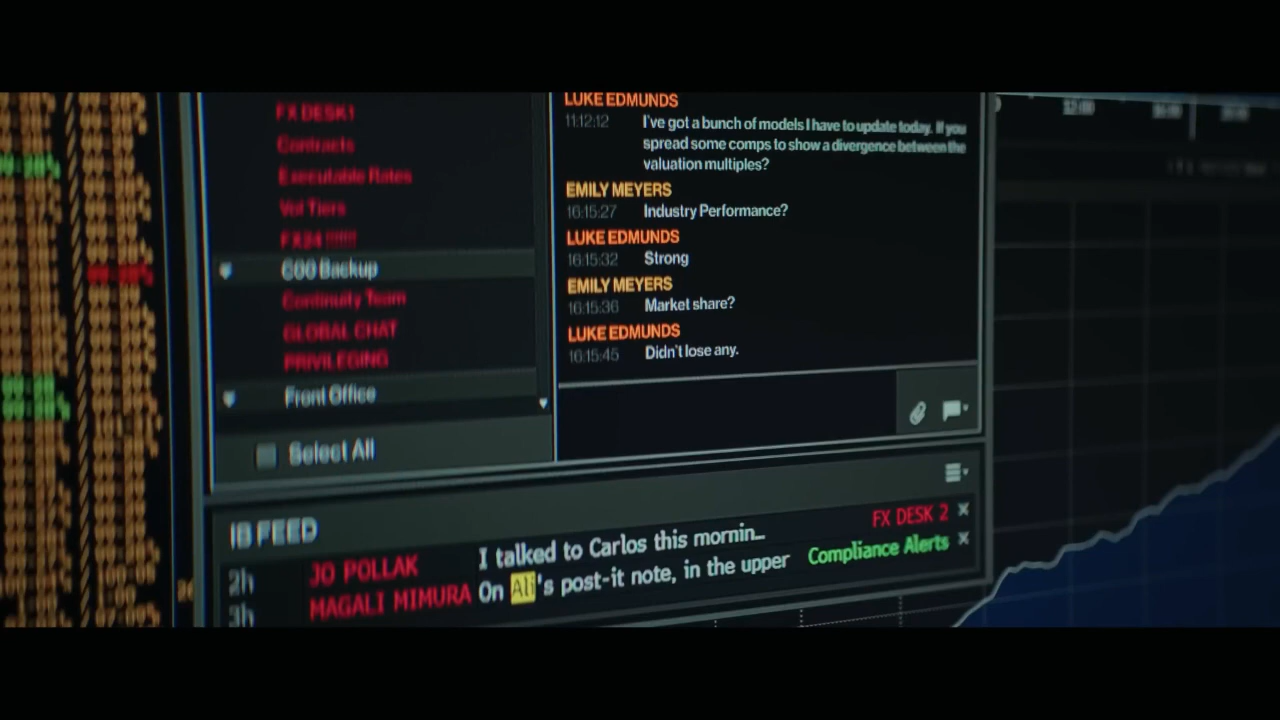 FX DESK1
Contracts
Executable Rates
Vol Tiers
FX24 !!!!!!!
COO Backup
Continuity Team
GLOBAL CHAT
PRIVILEGING
Front Office
Select All
LUKE EDMUNDS
11:12:12 I've got a bunch of models I have to update today. If you
spread some comps to show a divergence between the
valuation multiples?
EMILY MEYERS
16:15:27 Industry Performance?
LUKE EDMUNDS
16:15:32 Strong
EMILY MEYERS
16:15:36 Market share?
LUKE EDMUNDS
16:15:45 Didn't lose any.
IB FEED
2h JO POLLAK I talked to Carlos this mornin... FX DESK 2
3h MAGALI MIMURA On Ali's post-it note, in the upper Compliance Alerts